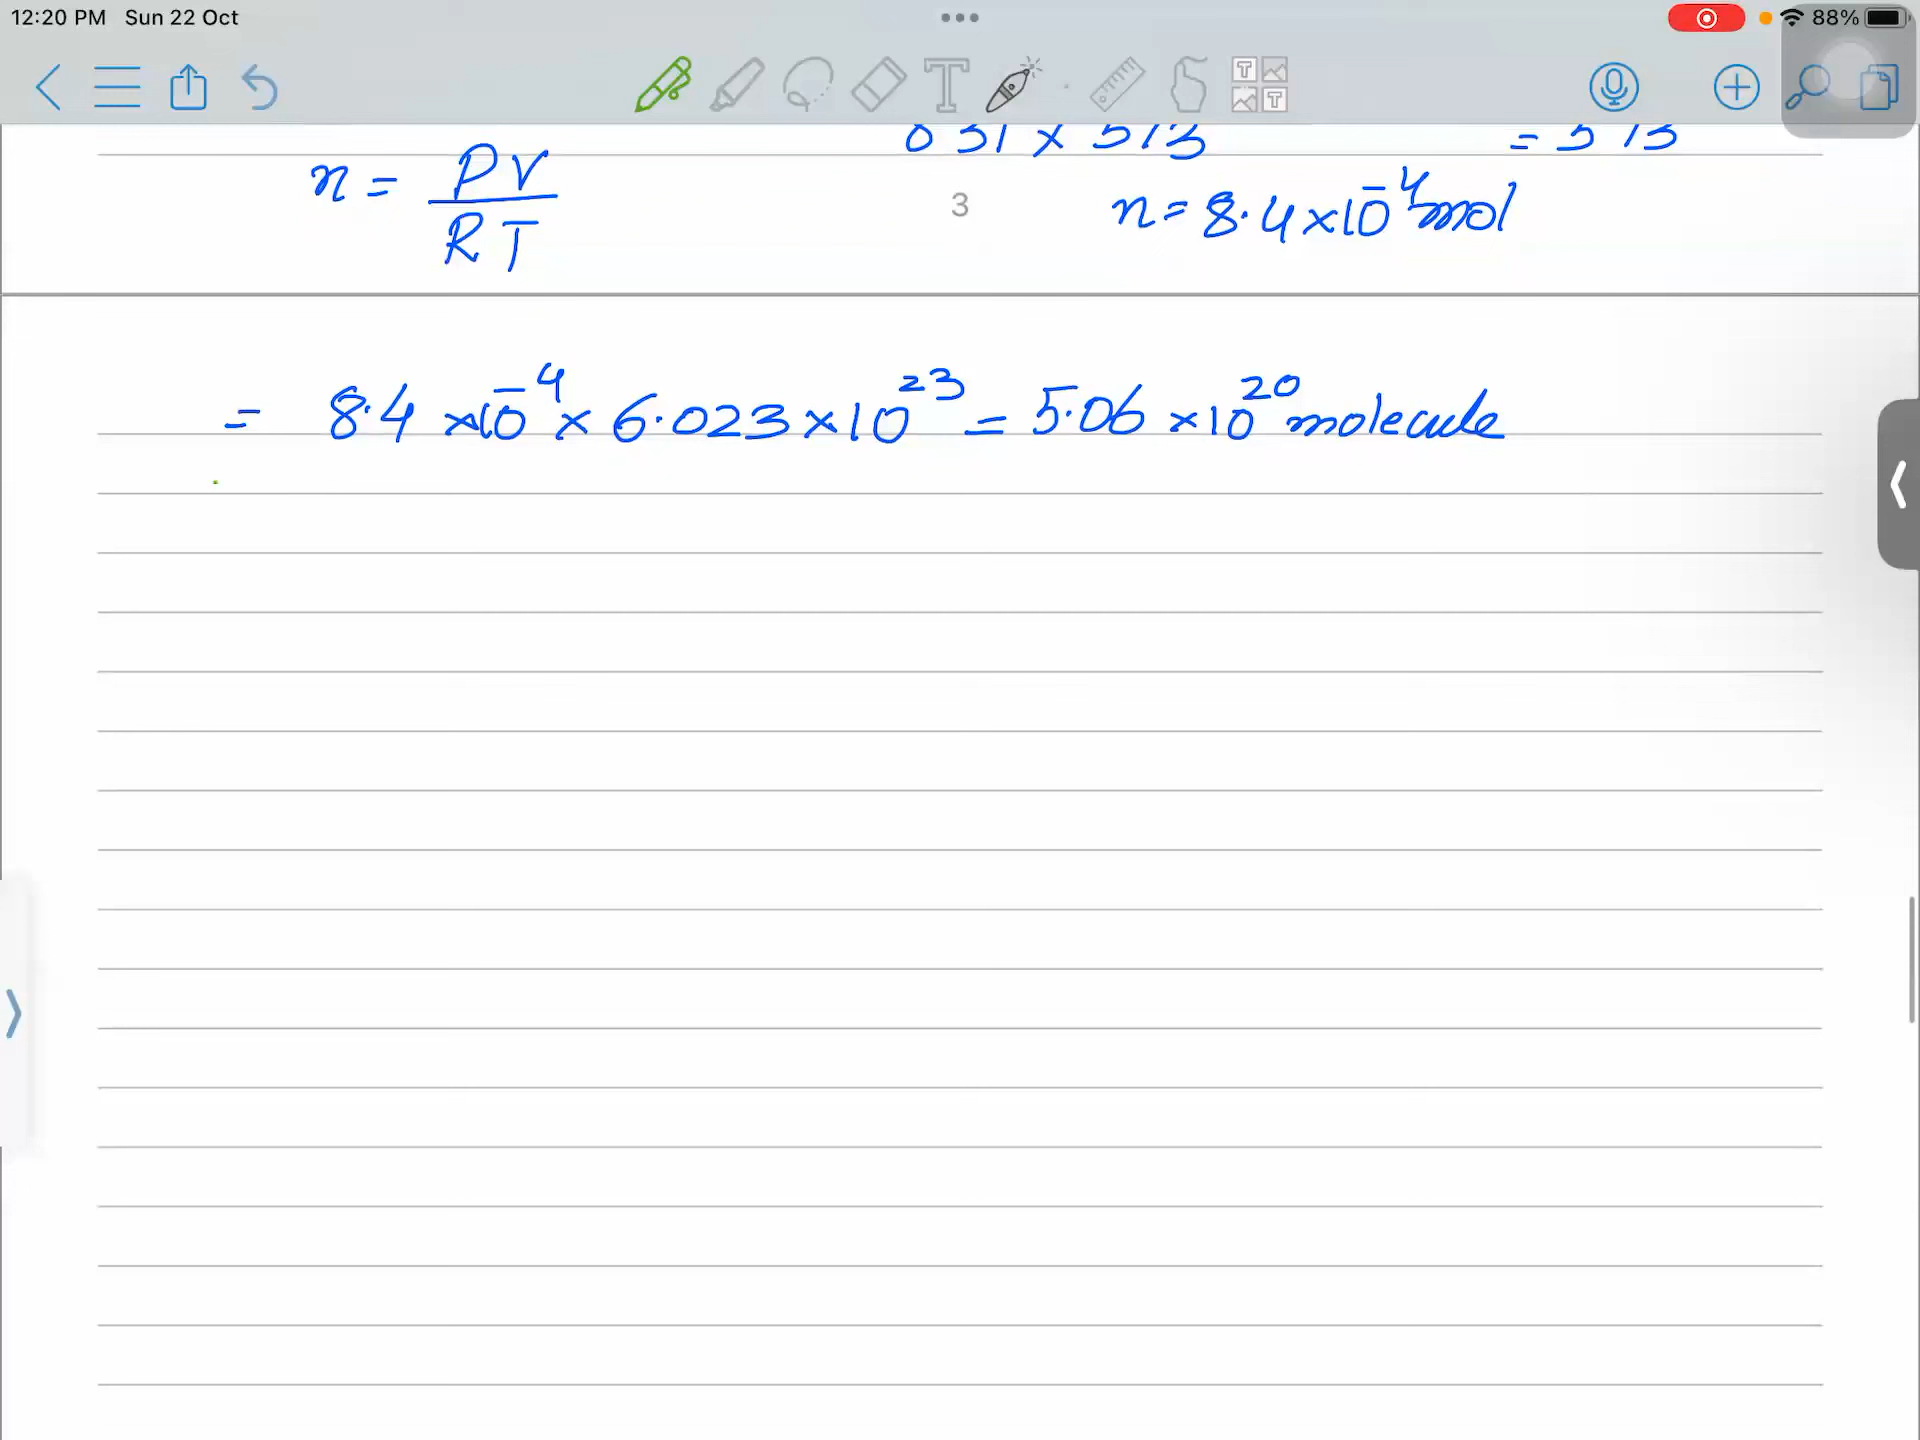 12:20 PM Sun 22 Oct
88%
n = PV / RT
3
n = 8.4 × 10⁻⁴ mol
= 8.4 × 10⁻⁴ × 6.023 × 10²³ = 5.06 × 10²⁰ molecule